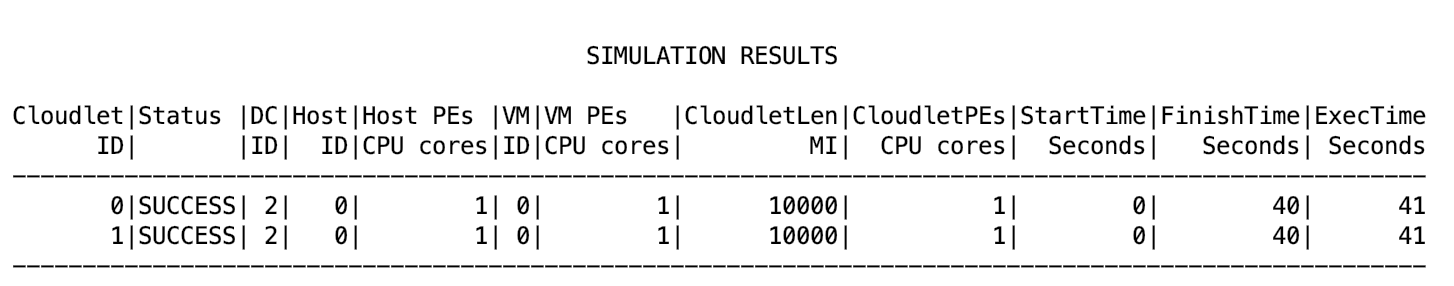 SIMULATION RESULTS
Cloudlet|Status |DC|Host|Host PEs |VM|VM PEs   |CloudletLen|CloudletPEs|StartTime|FinishTime|ExecTime
      ID|       |ID|  ID|CPU cores|ID|CPU cores|         MI|  CPU cores|  Seconds|   Seconds| Seconds
-----------------------------------------------------------------------------------------------------
       0|SUCCESS| 2|   0|        1| 0|        1|      10000|          1|        0|        40|      41
       1|SUCCESS| 2|   0|        1| 0|        1|      10000|          1|        0|        40|      41
-----------------------------------------------------------------------------------------------------